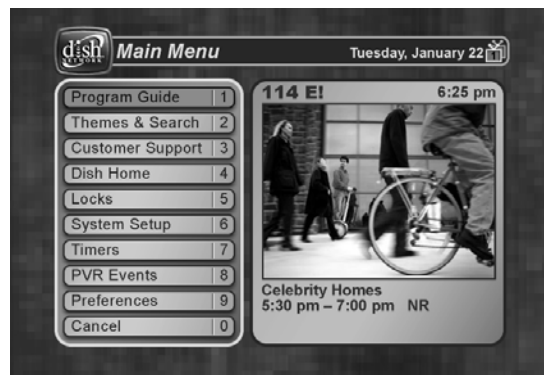 dish
NETWORK
Main Menu
Tuesday, January 22
1
Program Guide 1
Themes & Search 2
Customer Support 3
Dish Home 4
Locks 5
System Setup 6
Timers 7
PVR Events 8
Preferences 9
Cancel 0
114 E! 6:25 pm
Celebrity Homes
5:30 pm – 7:00 pm NR